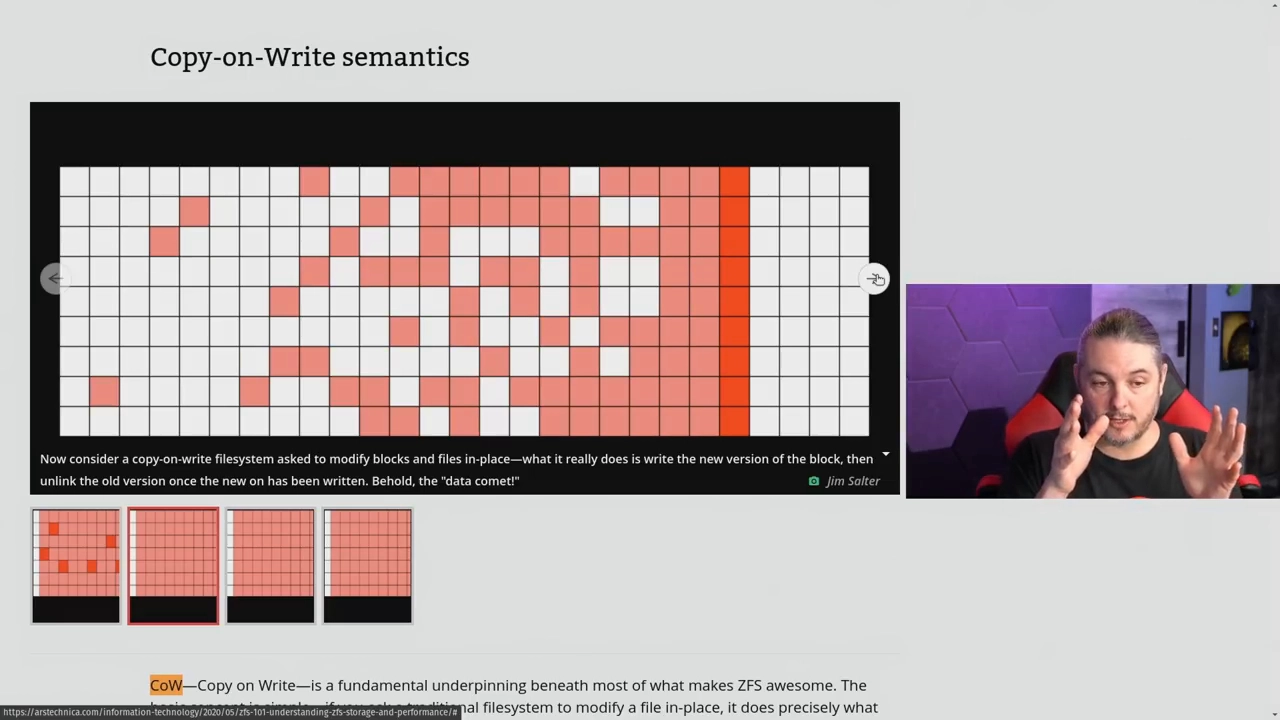 Copy-on-Write semantics
Now consider a copy-on-write filesystem asked to modify blocks and files in-place—what it really does is write the new version of the block, then
unlink the old version once the new on has been written. Behold, the "data comet!"
Jim Salter
CoW—Copy on Write—is a fundamental underpinning beneath most of what makes ZFS awesome. The
filesystem to modify a file in-place, it does precisely what
https://arstechnica.com/information-technology/2020/05/zfs-101-understanding-zfs-storage-and-performance/#